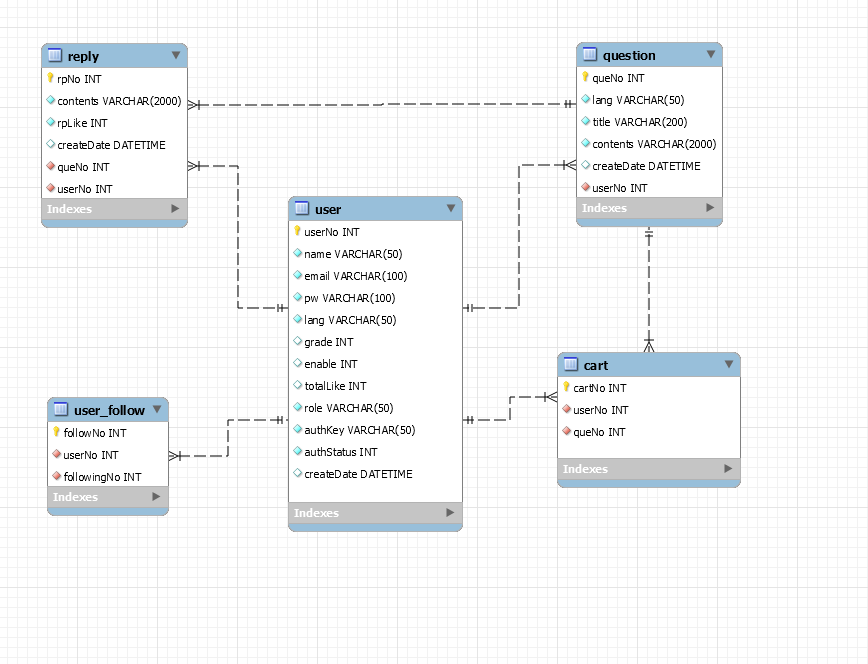 reply
rpNo INT
contents VARCHAR(2000)
rpLike INT
createDate DATETIME
queNo INT
userNo INT
Indexes
question
queNo INT
lang VARCHAR(50)
title VARCHAR(200)
contents VARCHAR(2000)
createDate DATETIME
userNo INT
Indexes
user
userNo INT
name VARCHAR(50)
email VARCHAR(100)
pw VARCHAR(100)
lang VARCHAR(50)
grade INT
enable INT
totalLike INT
role VARCHAR(50)
authKey VARCHAR(50)
authStatus INT
createDate DATETIME
Indexes
user_follow
followNo INT
userNo INT
followingNo INT
Indexes
cart
cartNo INT
userNo INT
queNo INT
Indexes